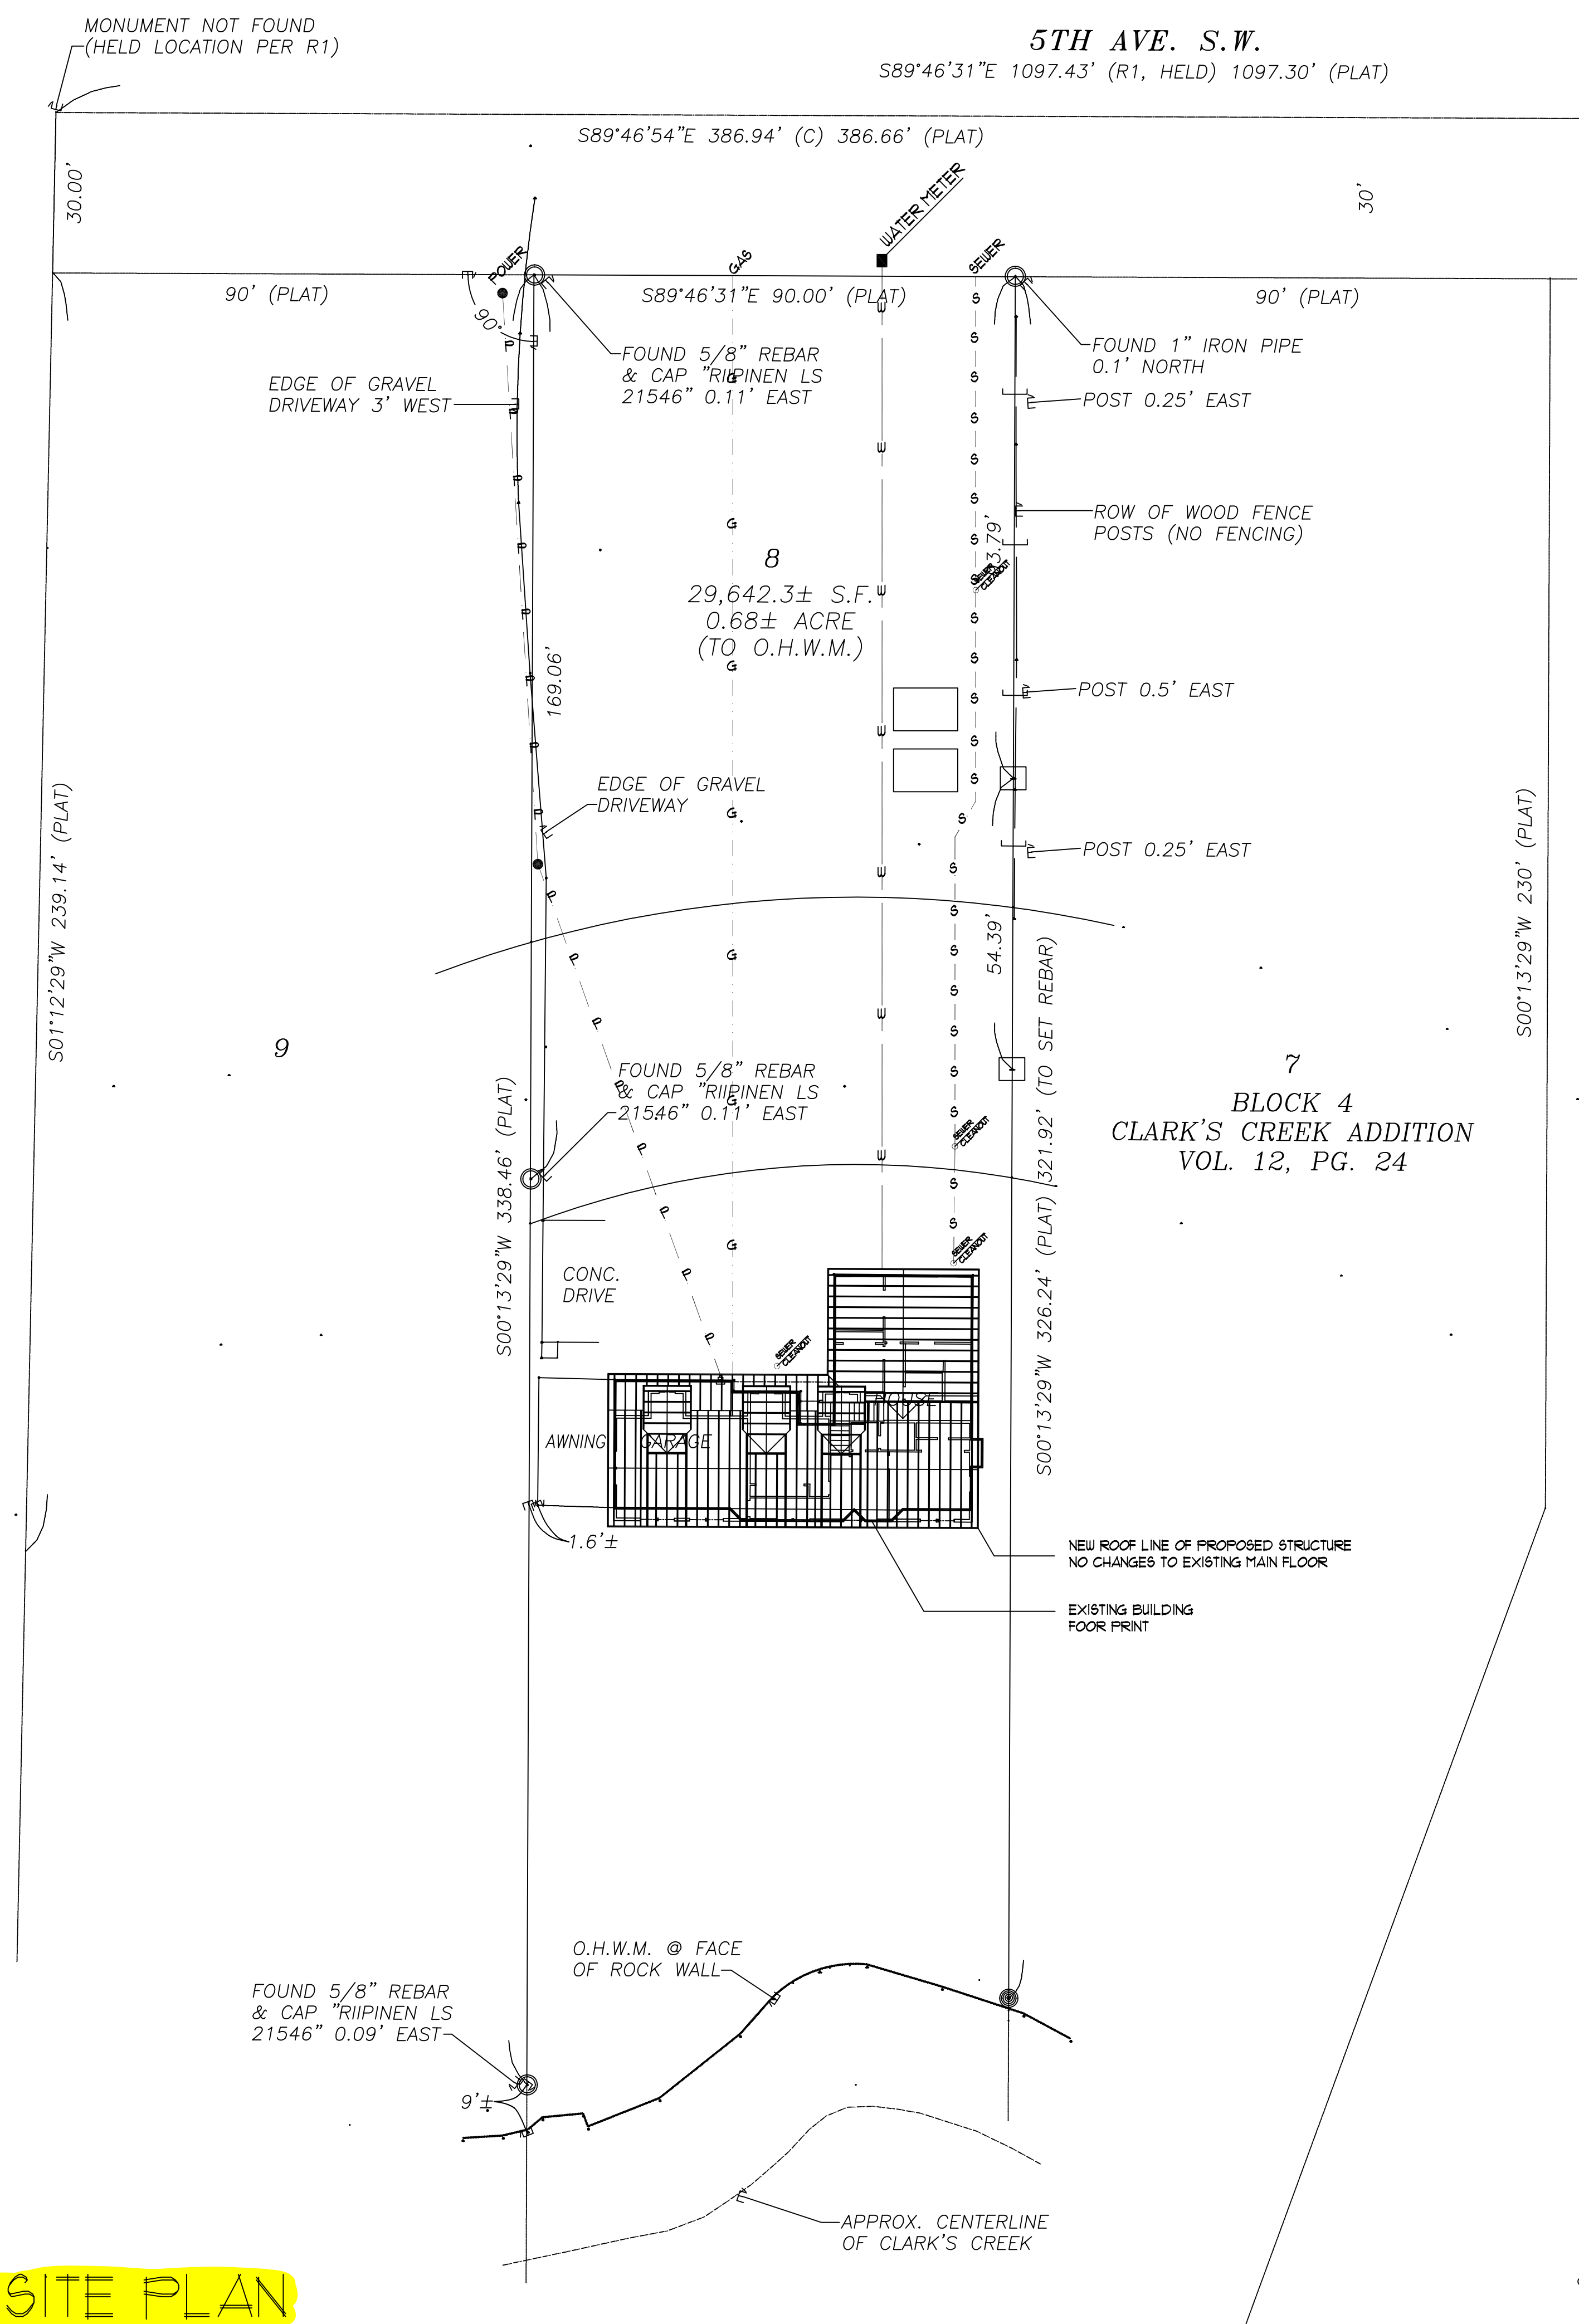 MONUMENT NOT FOUND
(HELD LOCATION PER R1)
5TH AVE. S.W.
S89°46'31"E 1097.43' (R1, HELD) 1097.30' (PLAT)
S89°46'54"E 386.94' (C) 386.66' (PLAT)
30.00'
30'
WATER METER
POWER
GAS
SEWER
90' (PLAT)
S89°46'31"E 90.00' (PLAT)
90' (PLAT)
90°
FOUND 5/8" REBAR
& CAP "RIIPINEN LS
21546" 0.11' EAST
FOUND 1" IRON PIPE
0.1' NORTH
EDGE OF GRAVEL
DRIVEWAY 3' WEST
POST 0.25' EAST
ROW OF WOOD FENCE
POSTS (NO FENCING)
8
29,642.3± S.F.
0.68± ACRE
(TO O.H.W.M.)
SEWER
CLEANOUT
169.06'
POST 0.5' EAST
EDGE OF GRAVEL
DRIVEWAY
POST 0.25' EAST
S01°12'29"W 239.14' (PLAT)
S00°13'29"W 230' (PLAT)
54.39'
9
FOUND 5/8" REBAR
& CAP "RIIPINEN LS
21546" 0.11' EAST
7
BLOCK 4
CLARK'S CREEK ADDITION
VOL. 12, PG. 24
SEWER
CLEANOUT
S00°13'29"W 338.46' (PLAT)
S00°13'29"W 326.24' (PLAT) 321.92' (TO SET REBAR)
SEWER
CLEANOUT
CONC.
DRIVE
SEWER
CLEANOUT
HOUSE
AWNING
GARAGE
1.6'±
NEW ROOF LINE OF PROPOSED STRUCTURE
NO CHANGES TO EXISTING MAIN FLOOR
EXISTING BUILDING
FOOR PRINT
O.H.W.M. @ FACE
OF ROCK WALL
FOUND 5/8" REBAR
& CAP "RIIPINEN LS
21546" 0.09' EAST
9'±
APPROX. CENTERLINE
OF CLARK'S CREEK
SITE PLAN